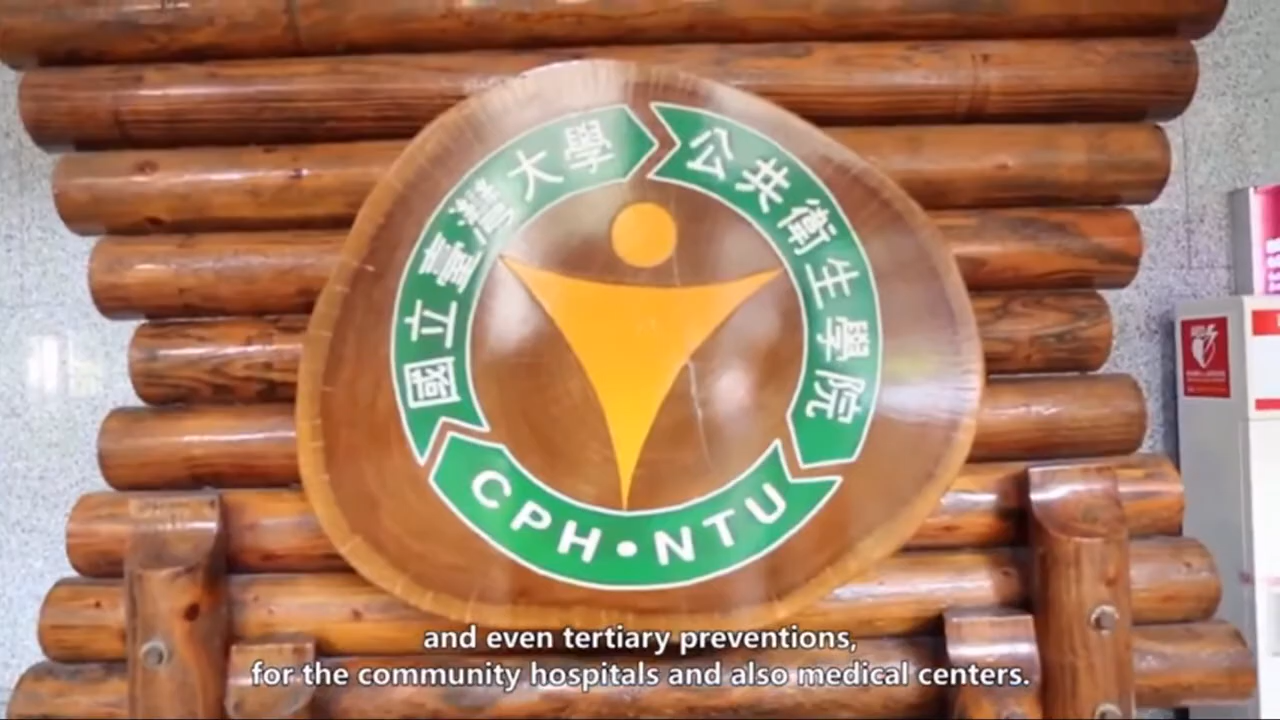 國立臺灣大學
公共衛生學院
CPH•NTU
and even tertiary preventions,
for the community hospitals and also medical centers.